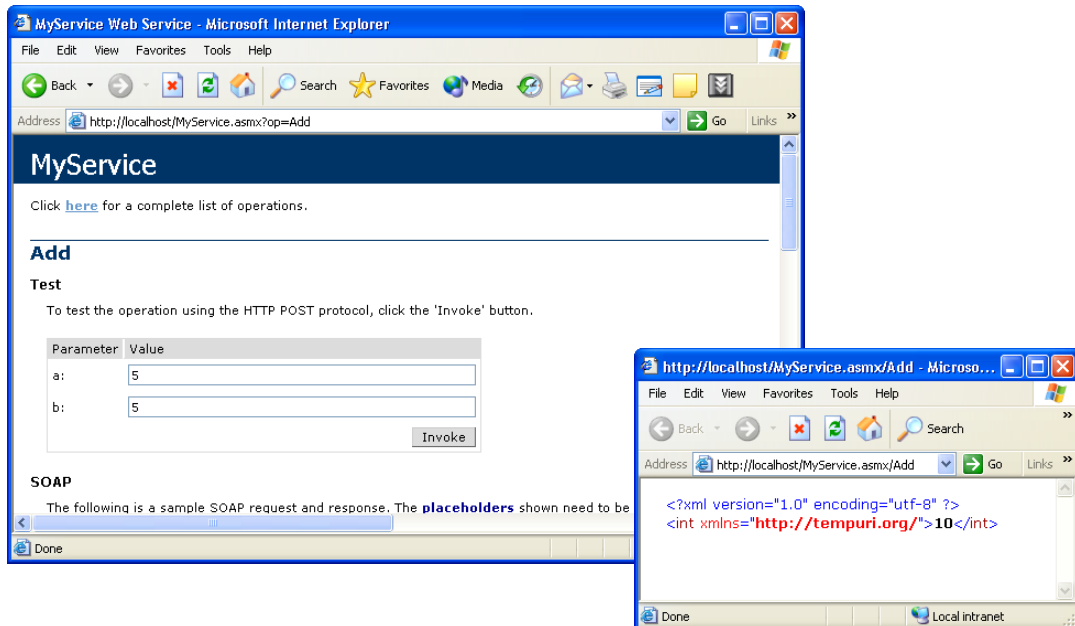 MyService Web Service - Microsoft Internet Explorer
File Edit View Favorites Tools Help
Back Search Favorites Media
Address http://localhost/MyService.asmx?op=Add Go Links »
MyService
Click here for a complete list of operations.
Add
Test
To test the operation using the HTTP POST protocol, click the 'Invoke' button.
Parameter Value
a: 5
b: 5
Invoke
SOAP
The following is a sample SOAP request and response. The placeholders shown need to be
Done
http://localhost/MyService.asmx/Add - Microso...
File Edit View Favorites Tools Help
Back Search »
Address http://localhost/MyService.asmx/Add Go Links »
<?xml version="1.0" encoding="utf-8" ?>
<int xmlns="http://tempuri.org/">10</int>
Done Local intranet